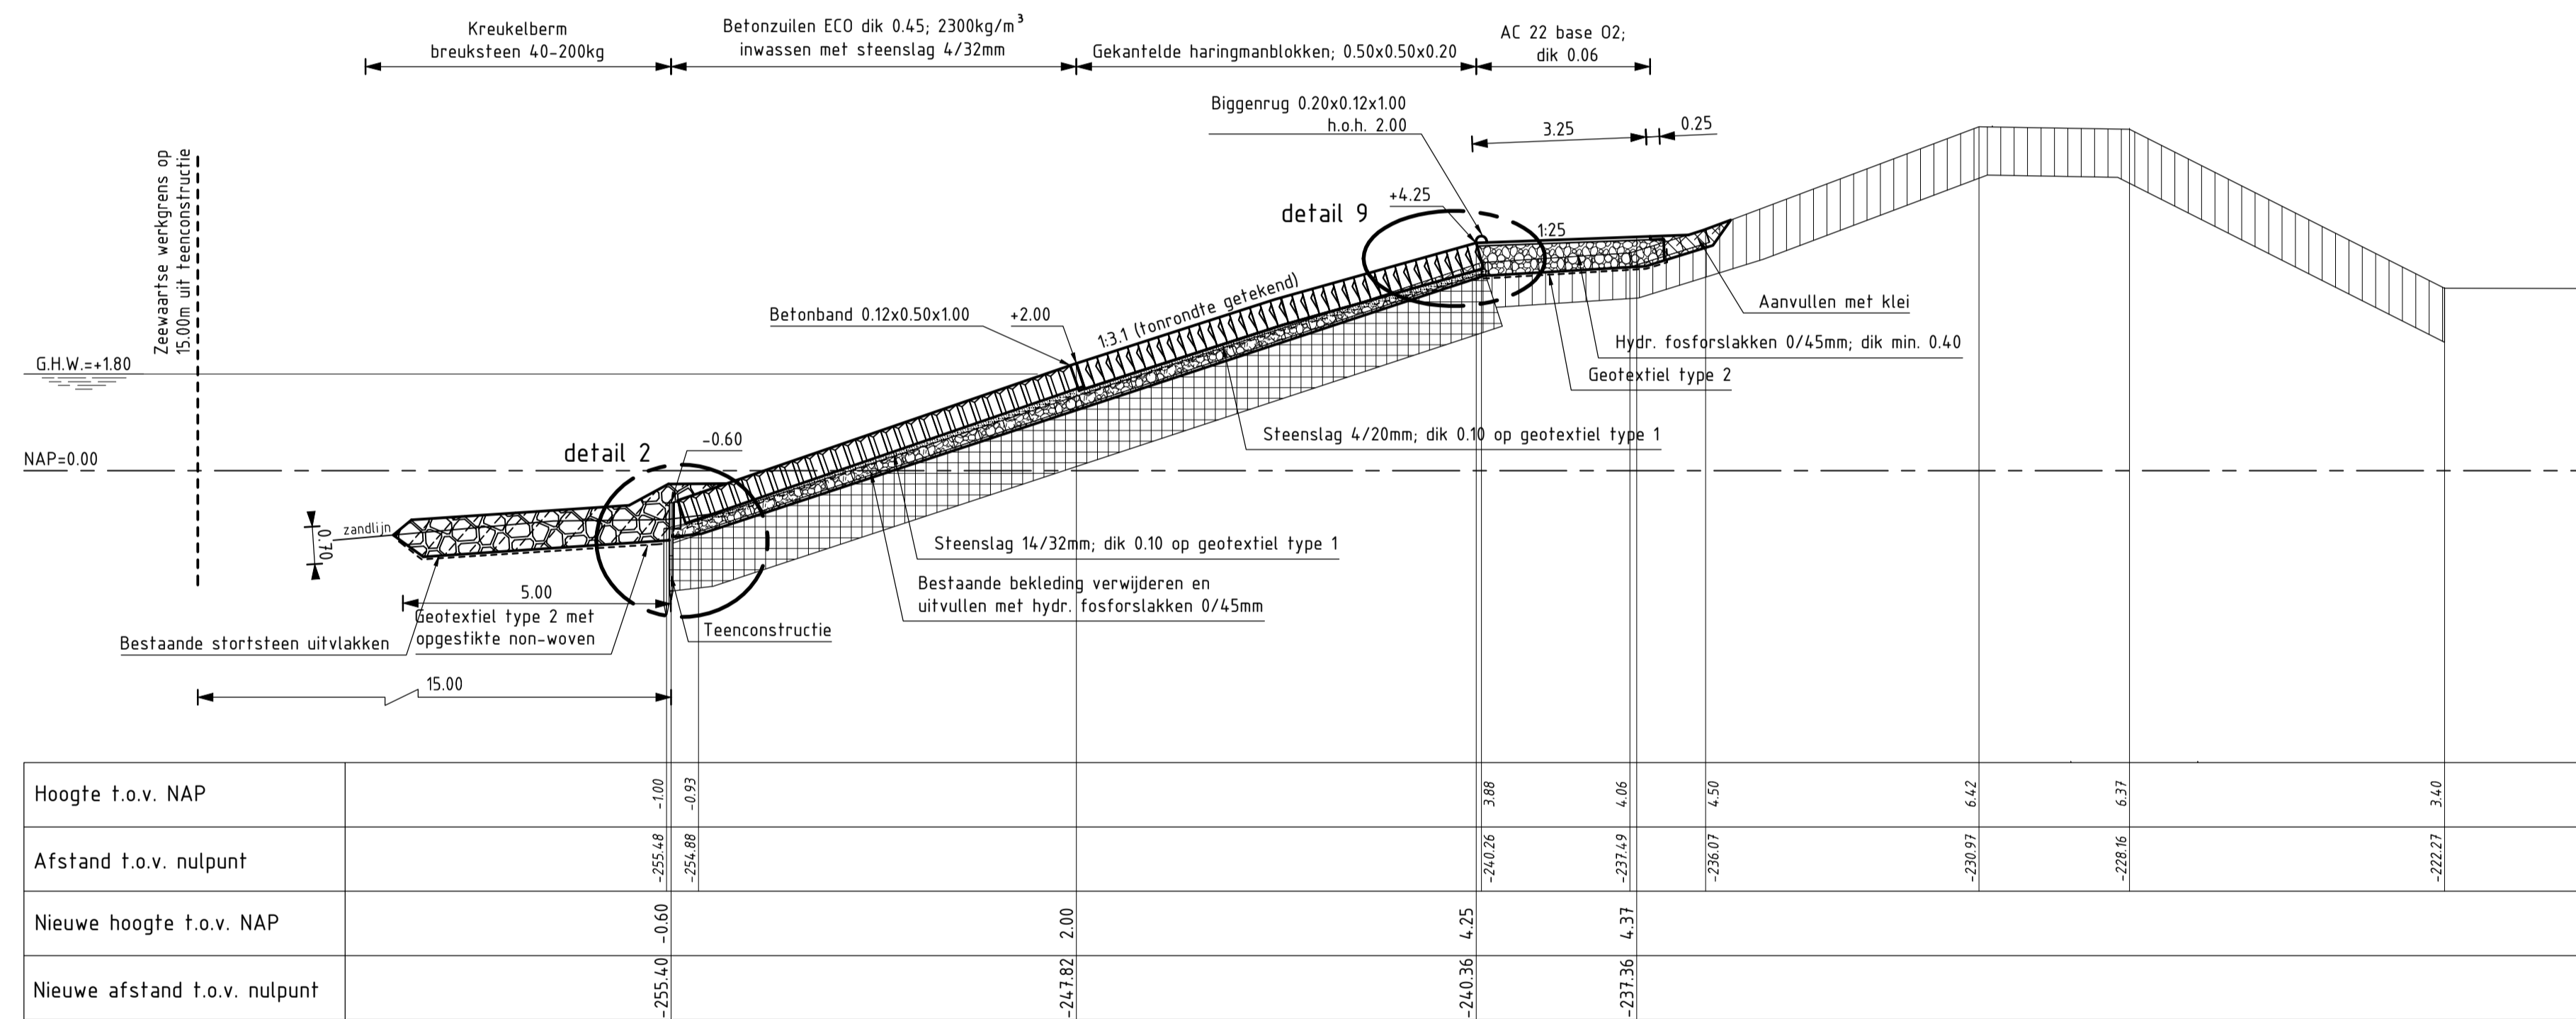 Kreukelberm
breuksteen 40-200kg
Betonzuilen ECO dik 0.45; 2300kg/m³
inwassen met steenslag 4/32mm
Gekantelde haringmanblokken; 0.50x0.50x0.20
AC 22 base O2;
dik 0.06
Biggenrug 0.20x0.12x1.00
h.o.h. 2.00
3.25
0.25
Zeewaartse werkgrens op
15.00m uit teenconstructie
+4.25
detail 9
1:25
1:3.1 (tonrondte getekend)
Betonband 0.12x0.50x1.00
+2.00
Aanvullen met klei
Hydr. fosforslakken 0/45mm; dik min. 0.40
Geotextiel type 2
G.H.W.=+1.80
Steenslag 4/20mm; dik 0.10 op geotextiel type 1
-0.60
detail 2
NAP=0.00
zandlijn
0.70
Steenslag 14/32mm; dik 0.10 op geotextiel type 1
Bestaande bekleding verwijderen en
uitvullen met hydr. fosforslakken 0/45mm
5.00
Geotextiel type 2 met
opgestikte non-woven
Teenconstructie
Bestaande stortsteen uitvlakken
15.00
Hoogte t.o.v. NAP
-1.00
-0.93
3.88
4.06
4.50
6.42
6.37
3.40
Afstand t.o.v. nulpunt
-255.48
-254.88
-240.26
-237.49
-236.07
-230.97
-228.16
-222.27
Nieuwe hoogte t.o.v. NAP
-0.60
2.00
4.25
4.37
Nieuwe afstand t.o.v. nulpunt
-255.40
-247.82
-240.36
-237.36